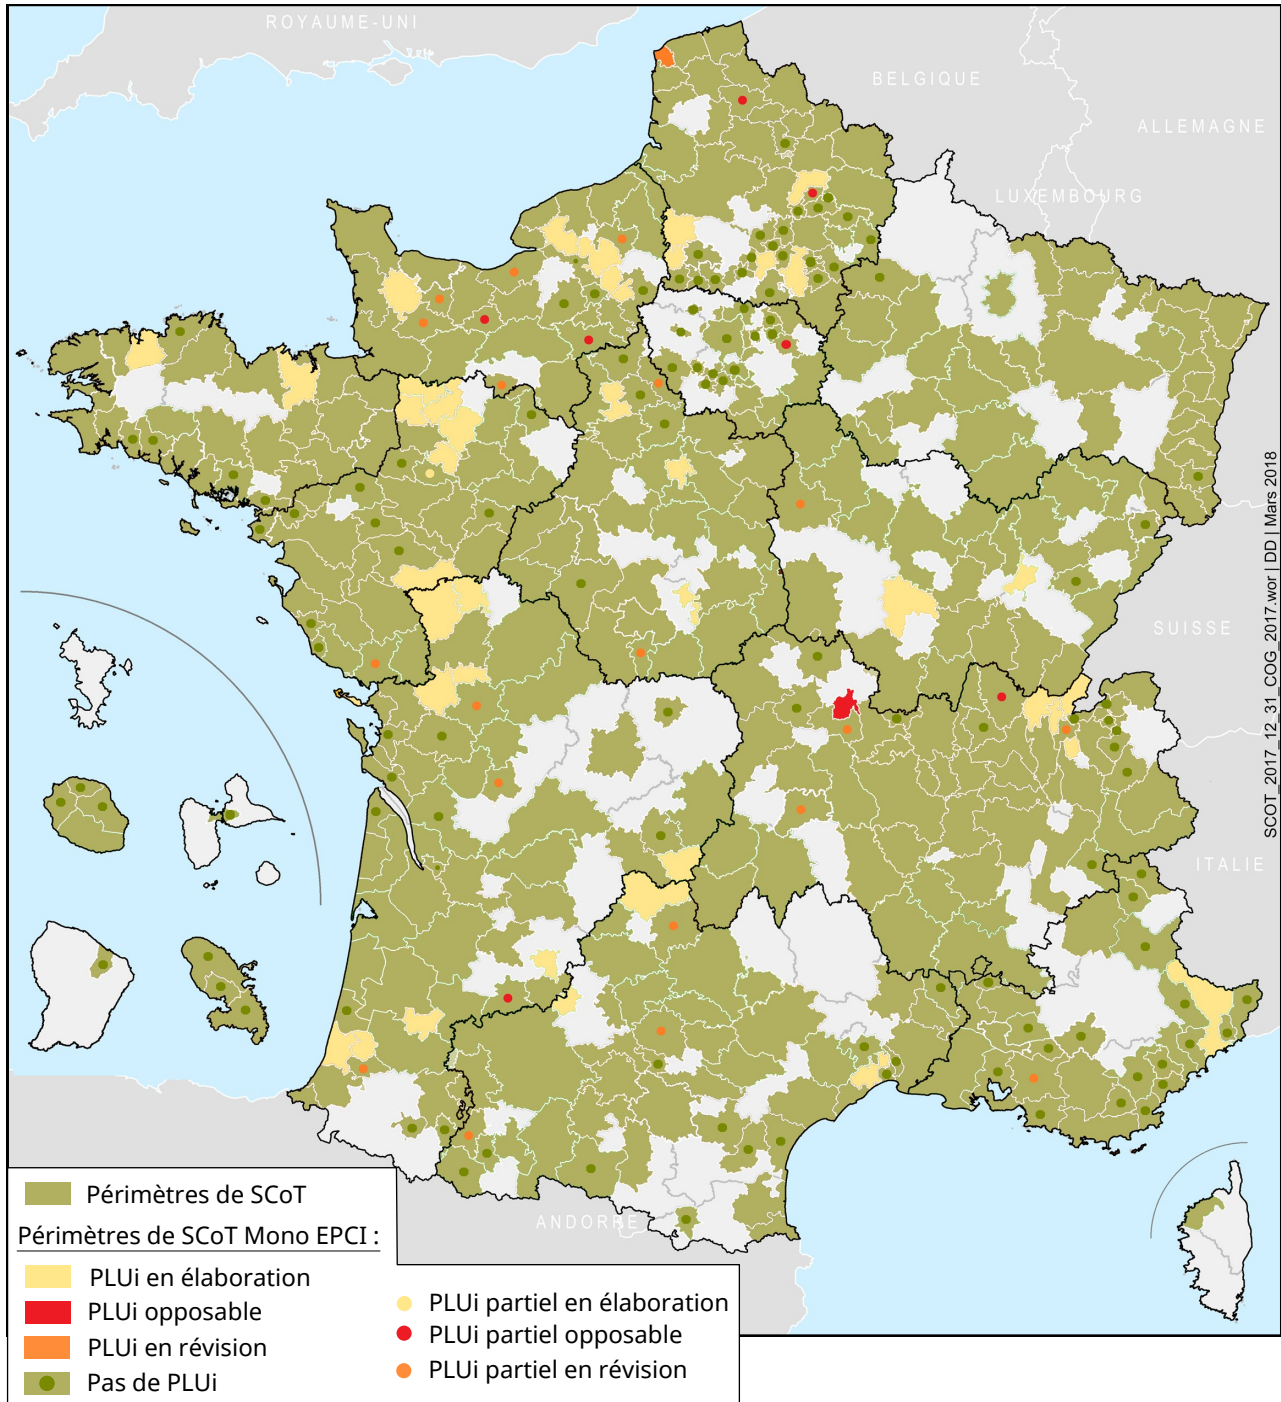 ROYAUME-UNI
BELGIQUE
ALLEMAGNE
LUXEMBOURG
SUISSE
ITALIE
ANDORRE
SCOT_2017_12_31_COG_2017.wor | DD | Mars 2018
Périmètres de SCoT
Périmètres de SCoT Mono EPCI :
PLUi en élaboration
PLUi opposable
PLUi en révision
Pas de PLUi
PLUi partiel en élaboration
PLUi partiel opposable
PLUi partiel en révision